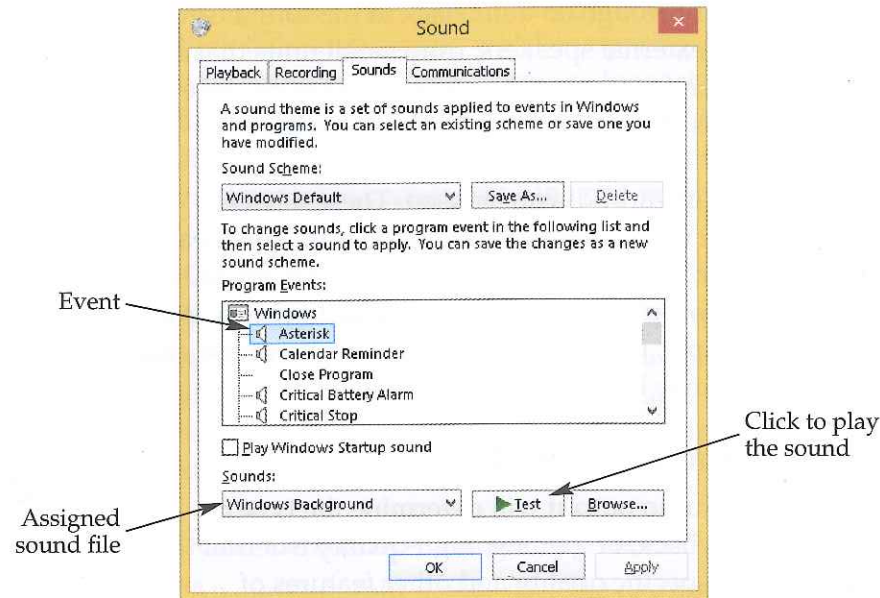 Sound
Playback Recording Sounds Communications
A sound theme is a set of sounds applied to events in Windows
and programs. You can select an existing scheme or save one you
have modified.
Sound Scheme:
Windows Default Save As... Delete
To change sounds, click a program event in the following list and
then select a sound to apply. You can save the changes as a new
sound scheme.
Program Events:
Windows
Event
Asterisk
Calendar Reminder
Close Program
Critical Battery Alarm
Critical Stop
Click to play
the sound
Play Windows Startup sound
Sounds:
Windows Background Test Browse...
Assigned
sound file
OK Cancel Apply